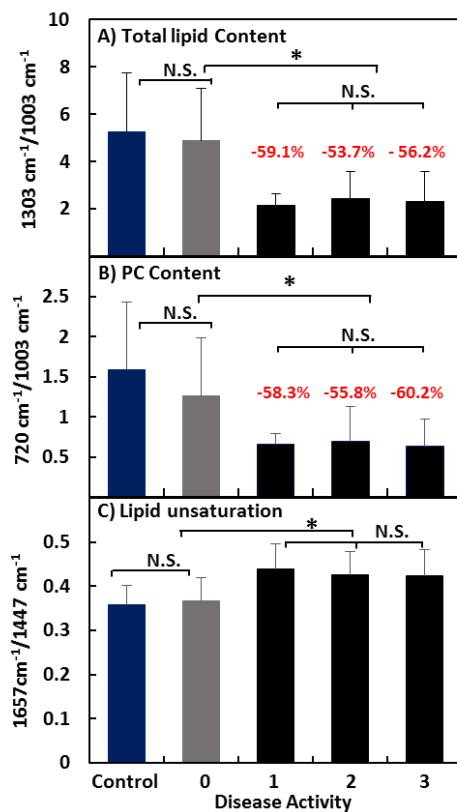 A) Total lipid Content
*
N.S.
N.S.
-59.1% -53.7% - 56.2%
10
8
6
4
2
1303 cm⁻¹/1003 cm⁻¹
B) PC Content
*
N.S.
N.S.
-58.3% -55.8% -60.2%
2.5
2
1.5
1
0.5
720 cm⁻¹/1003 cm⁻¹
C) Lipid unsaturation
*
N.S.
N.S.
0.5
0.4
0.3
0.2
0.1
0
1657cm⁻¹/1447 cm⁻¹
Control 0 1 2 3
Disease Activity